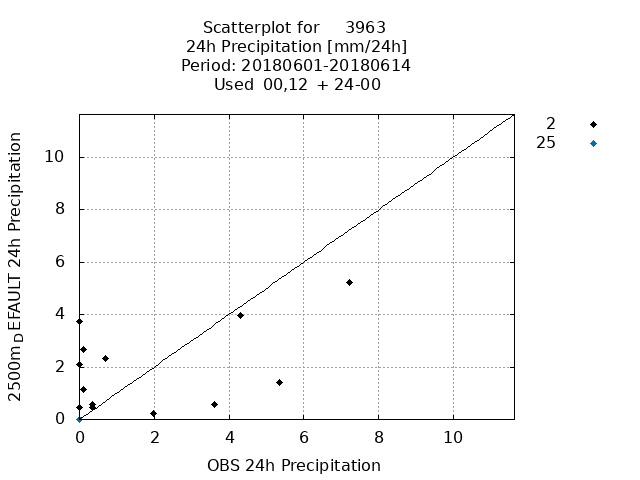 Scatterplot for 3963
24h Precipitation [mm/24h]
Period: 20180601-20180614
Used 00,12 + 24-00
2
25
2500m_DEFAULT 24h Precipitation
10
8
6
4
2
0
0 2 4 6 8 10
OBS 24h Precipitation